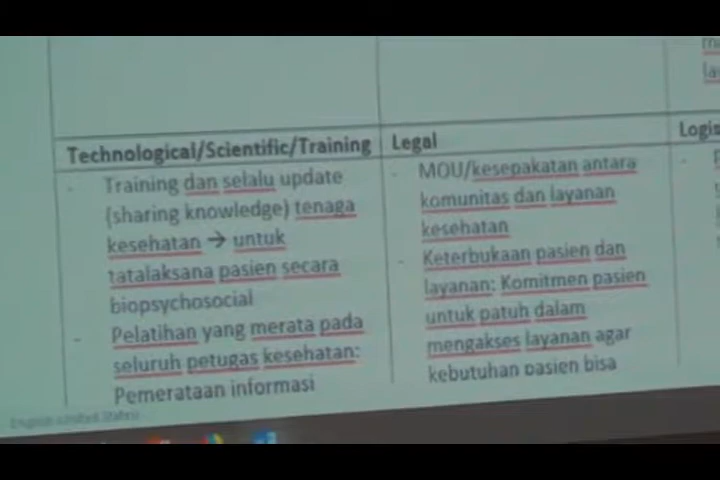 Technological/Scientific/Training
- Training dan selalu update
(sharing knowledge) tenaga
kesehatan → untuk
tatalaksana pasien secara
biopsychosocial
- Pelatihan yang merata pada
seluruh petugas kesehatan:
Pemerataan informasi
Legal
- MOU/kesepakatan antara
komunitas dan layanan
kesehatan
- Keterbukaan pasien dan
layanan: Komitmen pasien
untuk patuh dalam
mengakses layanan agar
kebutuhan pasien bisa